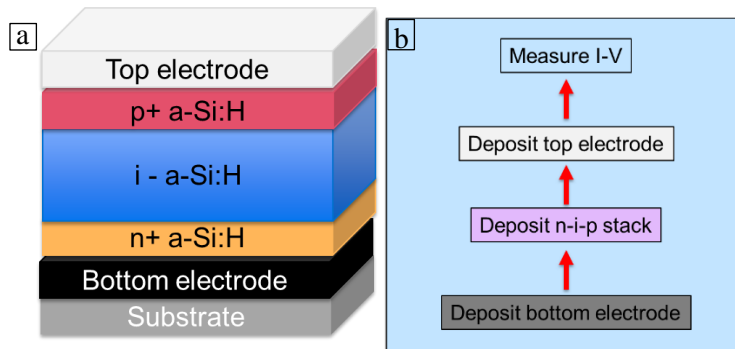 a
Top electrode
p+ a-Si:H
i - a-Si:H
n+ a-Si:H
Bottom electrode
Substrate
b
Measure I-V
Deposit top electrode
Deposit n-i-p stack
Deposit bottom electrode